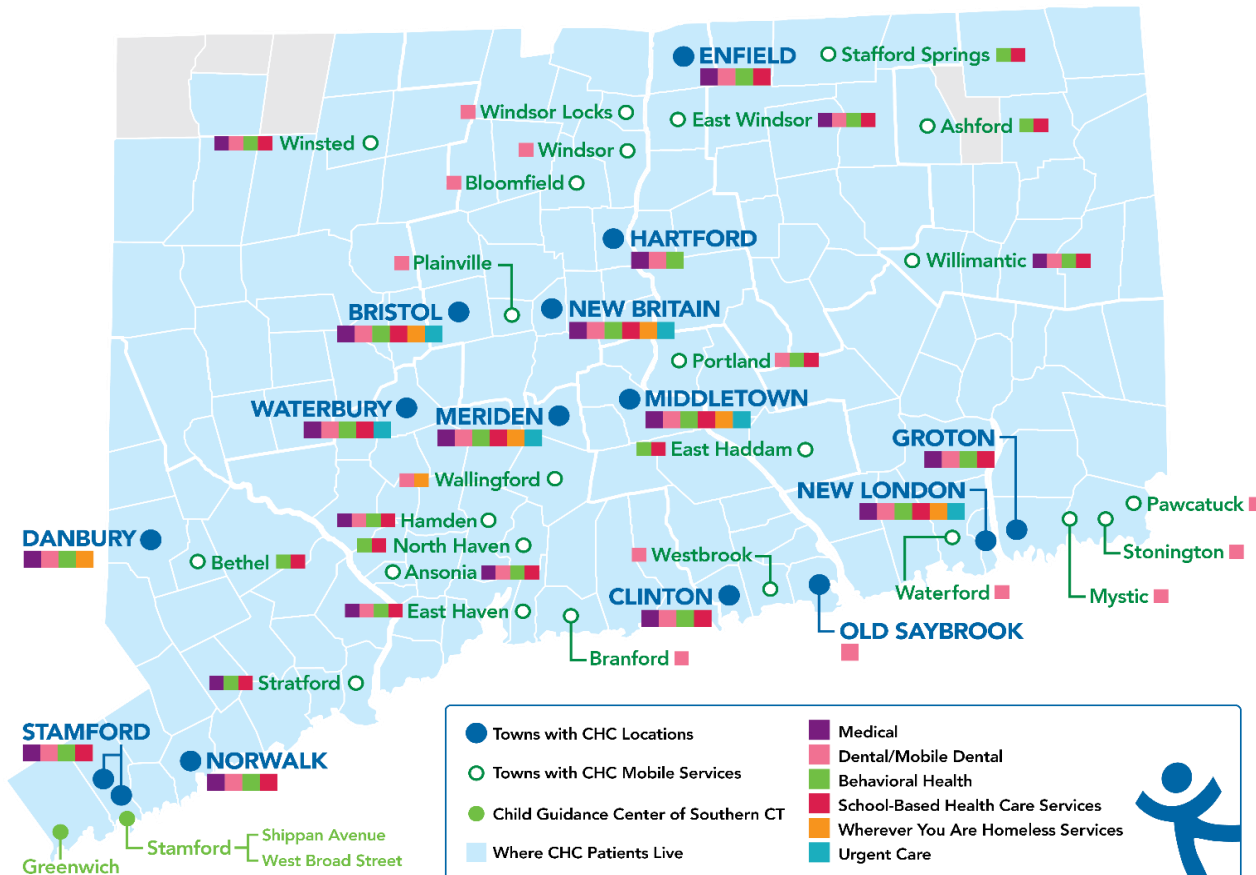 ENFIELD
Stafford Springs
Windsor Locks
East Windsor
Ashford
Winsted
Windsor
Bloomfield
HARTFORD
Plainville
Willimantic
BRISTOL
NEW BRITAIN
Portland
WATERBURY
MERIDEN
MIDDLETOWN
East Haddam
GROTON
Wallingford
NEW LONDON
Pawcatuck
Hamden
DANBURY
North Haven
Bethel
Ansonia
Westbrook
Stonington
Waterford
Mystic
East Haven
CLINTON
OLD SAYBROOK
Branford
Stratford
STAMFORD
NORWALK
Greenwich
Stamford
Shippan Avenue
West Broad Street
Towns with CHC Locations
Towns with CHC Mobile Services
Child Guidance Center of Southern CT
Where CHC Patients Live
Medical
Dental/Mobile Dental
Behavioral Health
School-Based Health Care Services
Wherever You Are Homeless Services
Urgent Care